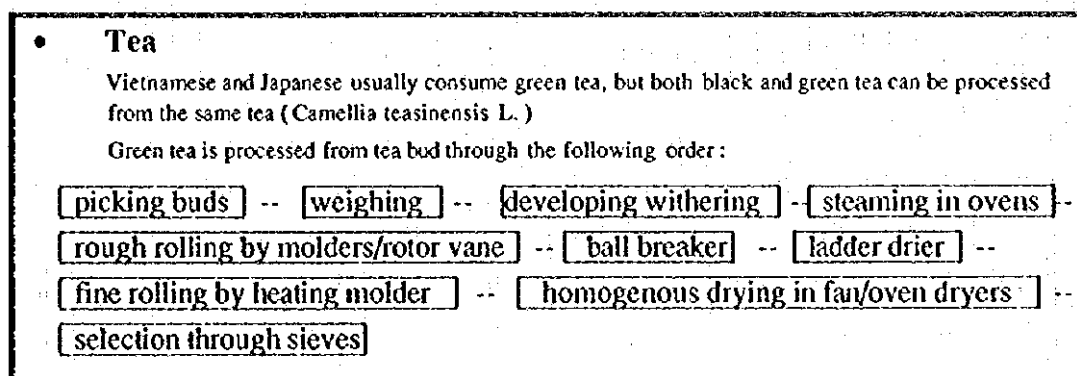 • Tea
Vietnamese and Japanese usually consume green tea, but both black and green tea can be processed
from the same tea ( Camellia teasinensis L. )
Green tea is processed from tea bud through the following order :
picking buds -- weighing -- developing withering -- steaming in ovens --
rough rolling by molders/rotor vane -- ball breaker -- ladder drier --
fine rolling by heating molder -- homogenous drying in fan/oven dryers --
selection through sieves